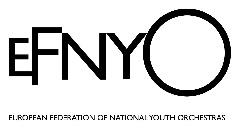 EFNYO
EUROPEAN FEDERATION OF NATIONAL YOUTH ORCHESTRAS